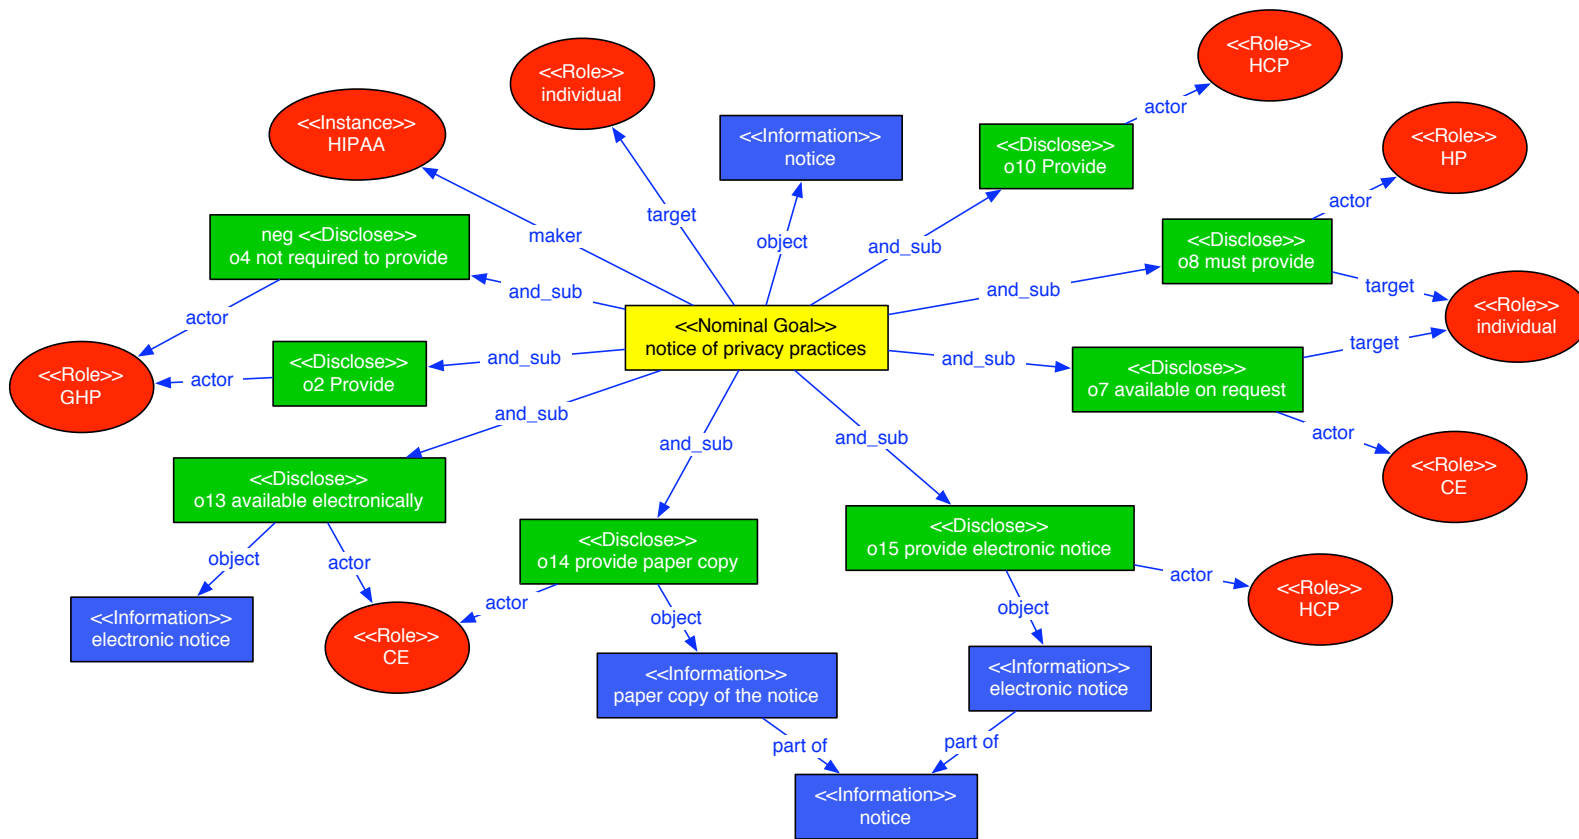 <<Role>>
HCP
<<Role>>
individual
<<Instance>>
HIPAA
<<Information>>
notice
actor
<<Disclose>>
o10 Provide
<<Role>>
HP
target
maker
object
and_sub
actor
neg <<Disclose>>
o4 not required to provide
<<Disclose>>
o8 must provide
and_sub
and_sub
target
<<Role>>
individual
actor
<<Nominal Goal>>
notice of privacy practices
<<Role>>
GHP
actor
<<Disclose>>
o2 Provide
and_sub
and_sub
target
<<Disclose>>
o7 available on request
and_sub
and_sub
and_sub
actor
<<Disclose>>
o13 available electronically
<<Role>>
CE
<<Disclose>>
o14 provide paper copy
<<Disclose>>
o15 provide electronic notice
object
actor
actor
object
object
actor
<<Role>>
HCP
<<Information>>
electronic notice
<<Role>>
CE
<<Information>>
paper copy of the notice
<<Information>>
electronic notice
part of
part of
<<Information>>
notice